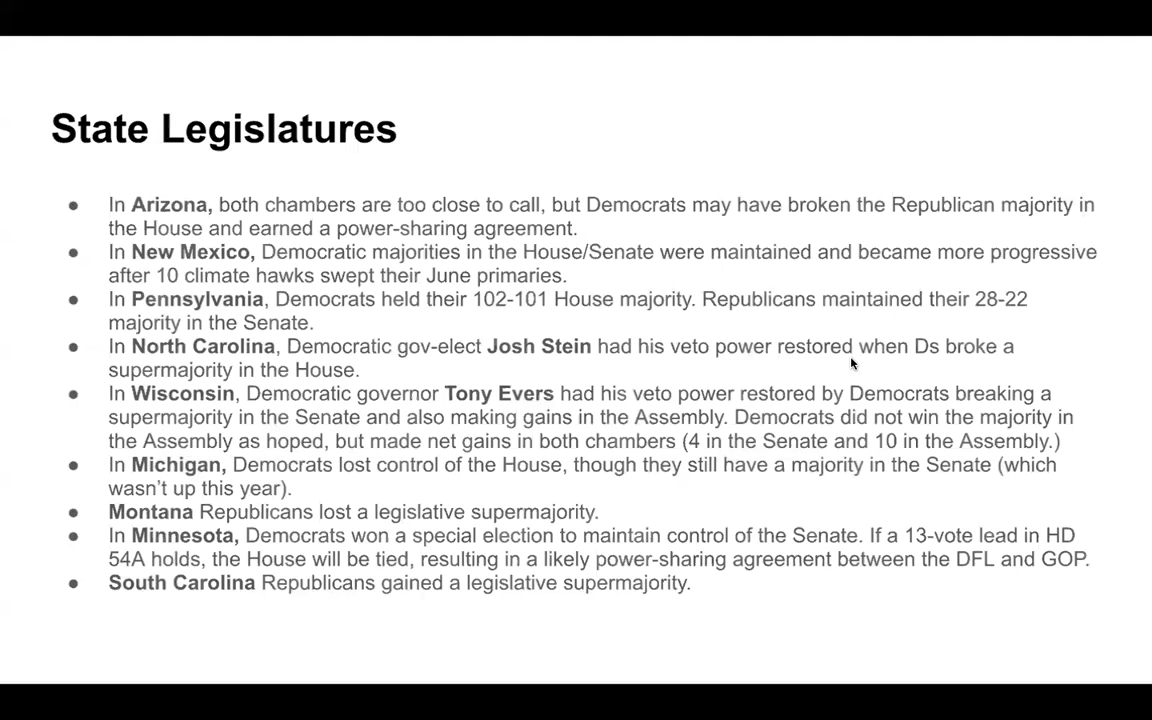 State Legislatures
● In Arizona, both chambers are too close to call, but Democrats may have broken the Republican majority in
the House and earned a power-sharing agreement.
● In New Mexico, Democratic majorities in the House/Senate were maintained and became more progressive
after 10 climate hawks swept their June primaries.
● In Pennsylvania, Democrats held their 102-101 House majority. Republicans maintained their 28-22
majority in the Senate.
● In North Carolina, Democratic gov-elect Josh Stein had his veto power restored when Ds broke a
supermajority in the House.
● In Wisconsin, Democratic governor Tony Evers had his veto power restored by Democrats breaking a
supermajority in the Senate and also making gains in the Assembly. Democrats did not win the majority in
the Assembly as hoped, but made net gains in both chambers (4 in the Senate and 10 in the Assembly.)
● In Michigan, Democrats lost control of the House, though they still have a majority in the Senate (which
wasn't up this year).
● Montana Republicans lost a legislative supermajority.
● In Minnesota, Democrats won a special election to maintain control of the Senate. If a 13-vote lead in HD
54A holds, the House will be tied, resulting in a likely power-sharing agreement between the DFL and GOP.
● South Carolina Republicans gained a legislative supermajority.